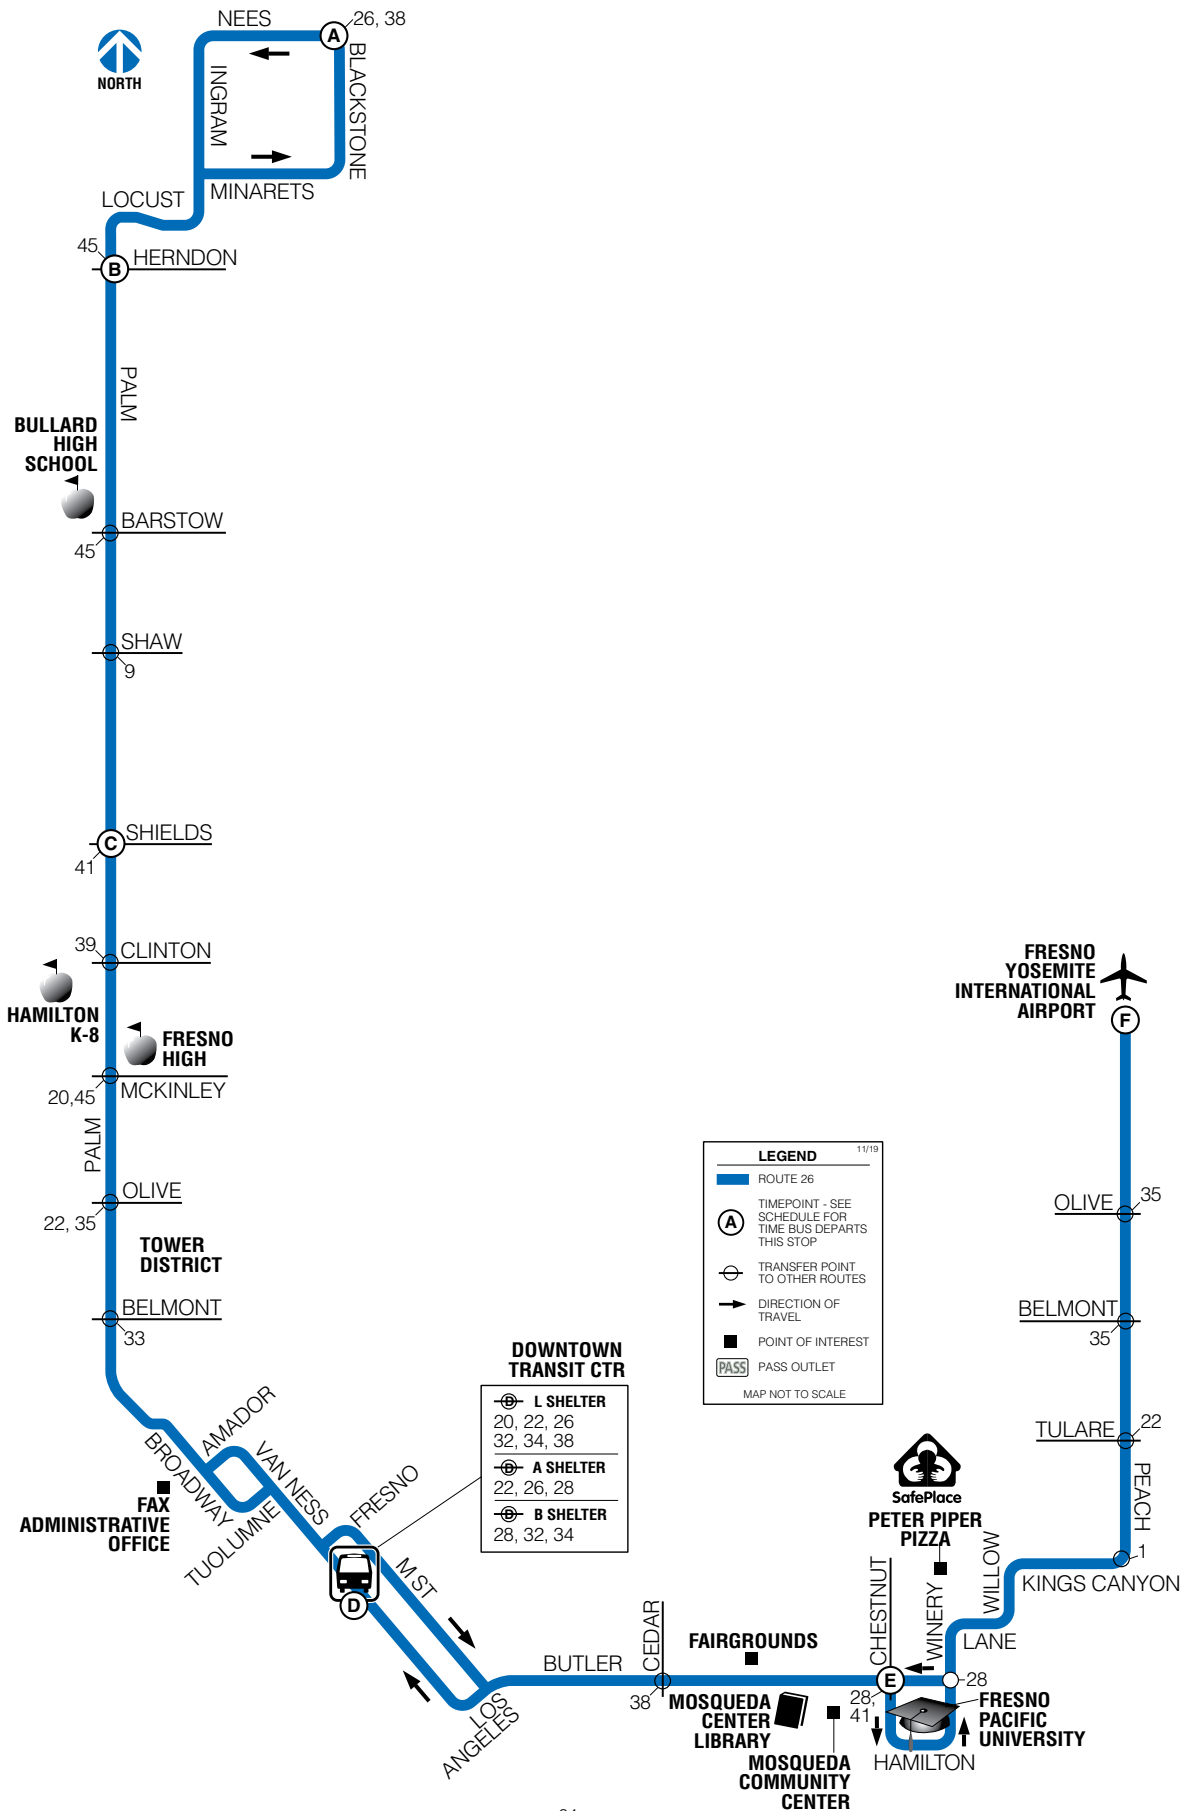 NEES
A
26, 38
NORTH
INGRAM
BLACKSTONE
MINARETS
LOCUST
45
B
HERNDON
PALM
BULLARD
HIGH
SCHOOL
BARSTOW
45
SHAW
9
SHIELDS
C
41
39
CLINTON
HAMILTON
K-8
FRESNO
HIGH
20,45
MCKINLEY
PALM
OLIVE
22, 35
TOWER
DISTRICT
BELMONT
33
AMADOR
BROADWAY
VAN NESS
TUOLUMNE
FRESNO
FAX
ADMINISTRATIVE
OFFICE
M ST
D
DOWNTOWN
TRANSIT CTR
D L SHELTER
20, 22, 26
32, 34, 38
D A SHELTER
22, 26, 28
D B SHELTER
28, 32, 34
LOS
ANGELES
BUTLER
CEDAR
38
FAIRGROUNDS
MOSQUEDA
CENTER
LIBRARY
MOSQUEDA
COMMUNITY
CENTER
CHESTNUT
E
28,
41
WINERY
28
HAMILTON
FRESNO
PACIFIC
UNIVERSITY
LANE
WILLOW
SafePlace
PETER PIPER
PIZZA
KINGS CANYON
1
PEACH
TULARE
22
BELMONT
35
OLIVE
35
FRESNO
YOSEMITE
INTERNATIONAL
AIRPORT
F
11/19
LEGEND
ROUTE 26
A
TIMEPOINT - SEE
SCHEDULE FOR
TIME BUS DEPARTS
THIS STOP
TRANSFER POINT
TO OTHER ROUTES
DIRECTION OF
TRAVEL
POINT OF INTEREST
PASS
PASS OUTLET
MAP NOT TO SCALE